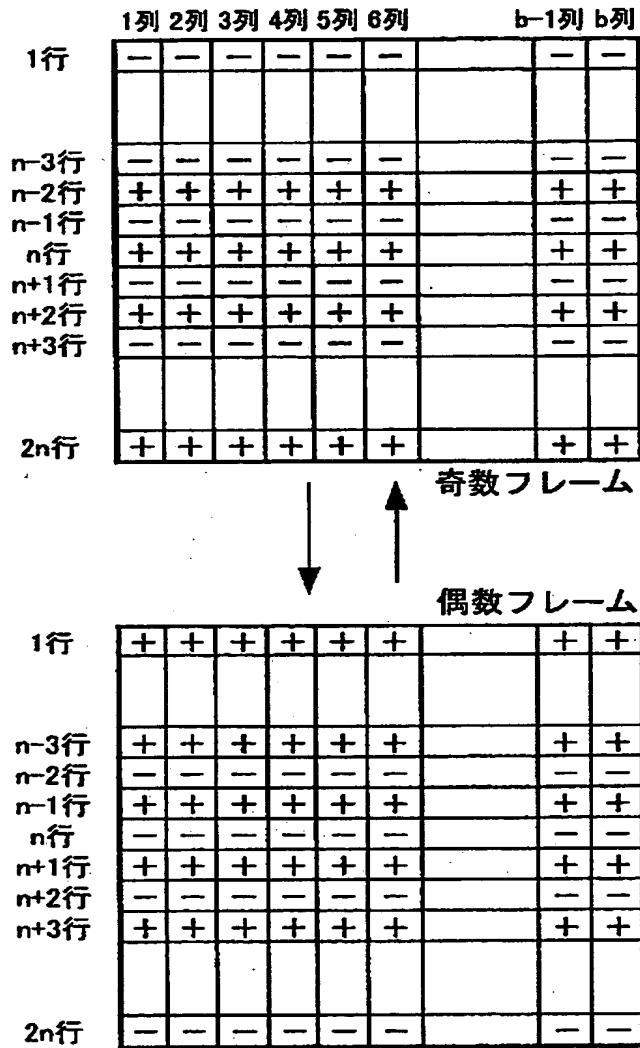 1列 2列 3列 4列 5列 6列 b-1列 b列
1行 － － － － － － － －
n-3行 － － － － － － － －
n-2行 ＋ ＋ ＋ ＋ ＋ ＋ ＋ ＋
n-1行 － － － － － － － －
n行 ＋ ＋ ＋ ＋ ＋ ＋ ＋ ＋
n+1行 － － － － － － － －
n+2行 ＋ ＋ ＋ ＋ ＋ ＋ ＋ ＋
n+3行 － － － － － － － －
2n行 ＋ ＋ ＋ ＋ ＋ ＋ ＋ ＋
奇数フレーム
偶数フレーム
1行 ＋ ＋ ＋ ＋ ＋ ＋ ＋ ＋
n-3行 ＋ ＋ ＋ ＋ ＋ ＋ ＋ ＋
n-2行 － － － － － － － －
n-1行 ＋ ＋ ＋ ＋ ＋ ＋ ＋ ＋
n行 － － － － － － － －
n+1行 ＋ ＋ ＋ ＋ ＋ ＋ ＋ ＋
n+2行 － － － － － － － －
n+3行 ＋ ＋ ＋ ＋ ＋ ＋ ＋ ＋
2n行 － － － － － － － －